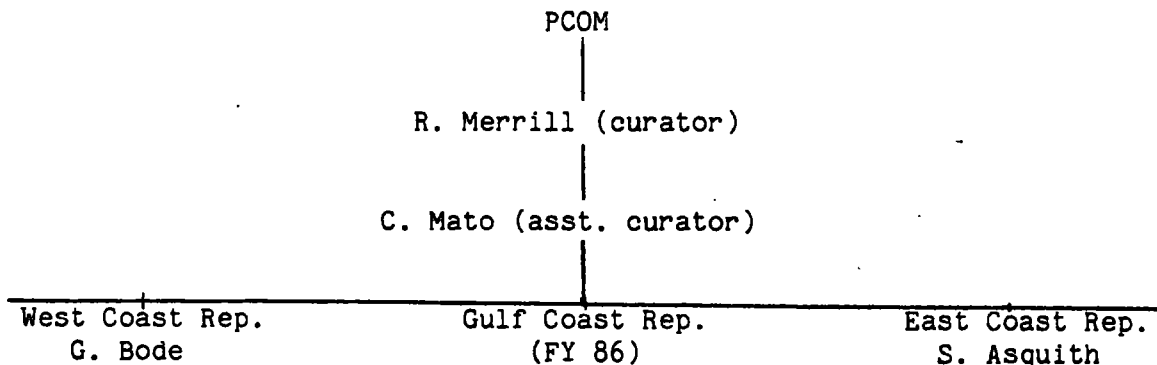 PCOM
R. Merrill (curator)
C. Mato (asst. curator)
West Coast Rep. Gulf Coast Rep. East Coast Rep.
G. Bode (FY 86) S. Asquith